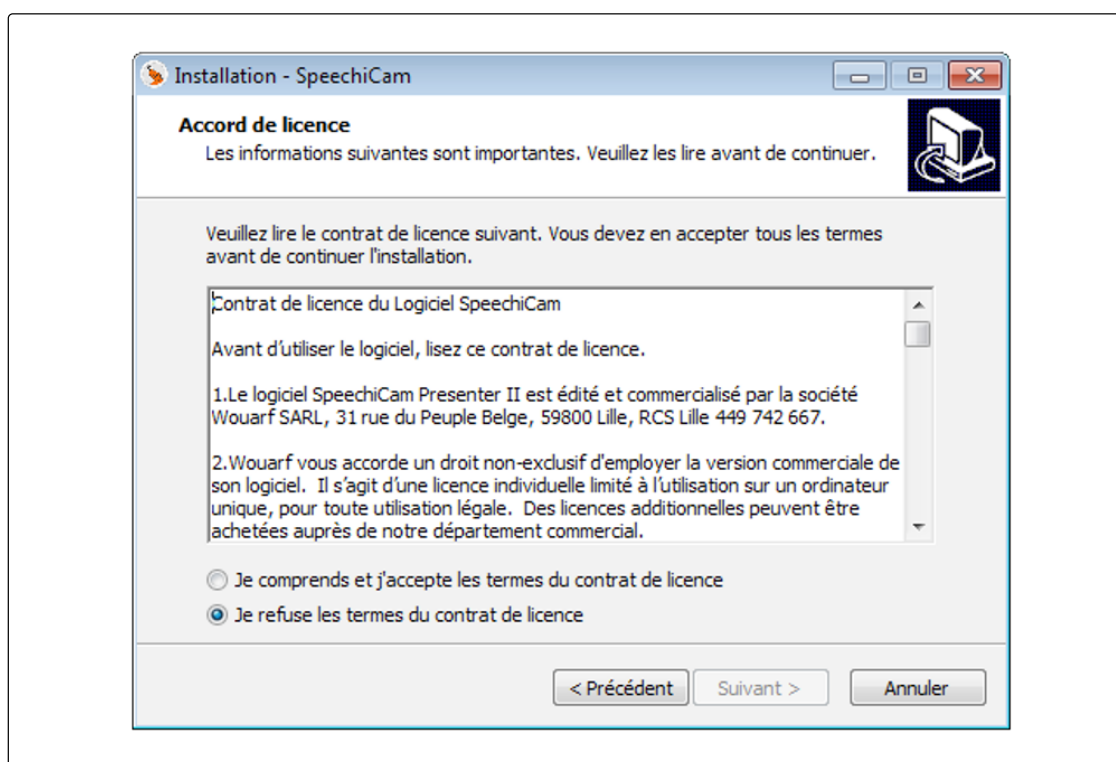 Installation - SpeechiCam
Accord de licence
Les informations suivantes sont importantes. Veuillez les lire avant de continuer.
Veuillez lire le contrat de licence suivant. Vous devez en accepter tous les termes
avant de continuer l'installation.
Contrat de licence du Logiciel SpeechiCam
Avant d’utiliser le logiciel, lisez ce contrat de licence.
1.Le logiciel SpeechiCam Presenter II est édité et commercialisé par la société
Wouarf SARL, 31 rue du Peuple Belge, 59800 Lille, RCS Lille 449 742 667.
2.Wouarf vous accorde un droit non-exclusif d'employer la version commerciale de
son logiciel.  Il s’agit d’une licence individuelle limité à l’utilisation sur un ordinateur
unique, pour toute utilisation légale.  Des licences additionnelles peuvent être
achetées auprès de notre département commercial.
Je comprends et j'accepte les termes du contrat de licence
Je refuse les termes du contrat de licence
< Précédent
Suivant >
Annuler